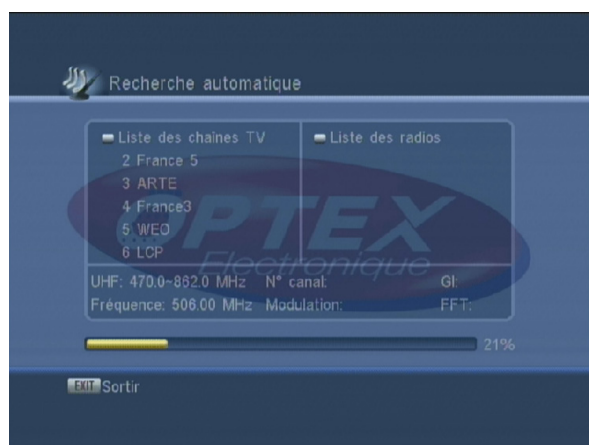 Recherche automatique
Liste des chaînes TV
Liste des radios
2 France 5
3 ARTE
4 France3
5 WEO
6 LCP
OPTEX
Electronique
UHF: 470.0~862.0 MHz N° canal: GI:
Fréquence: 506.00 MHz Modulation: FFT:
21%
EXIT Sortir